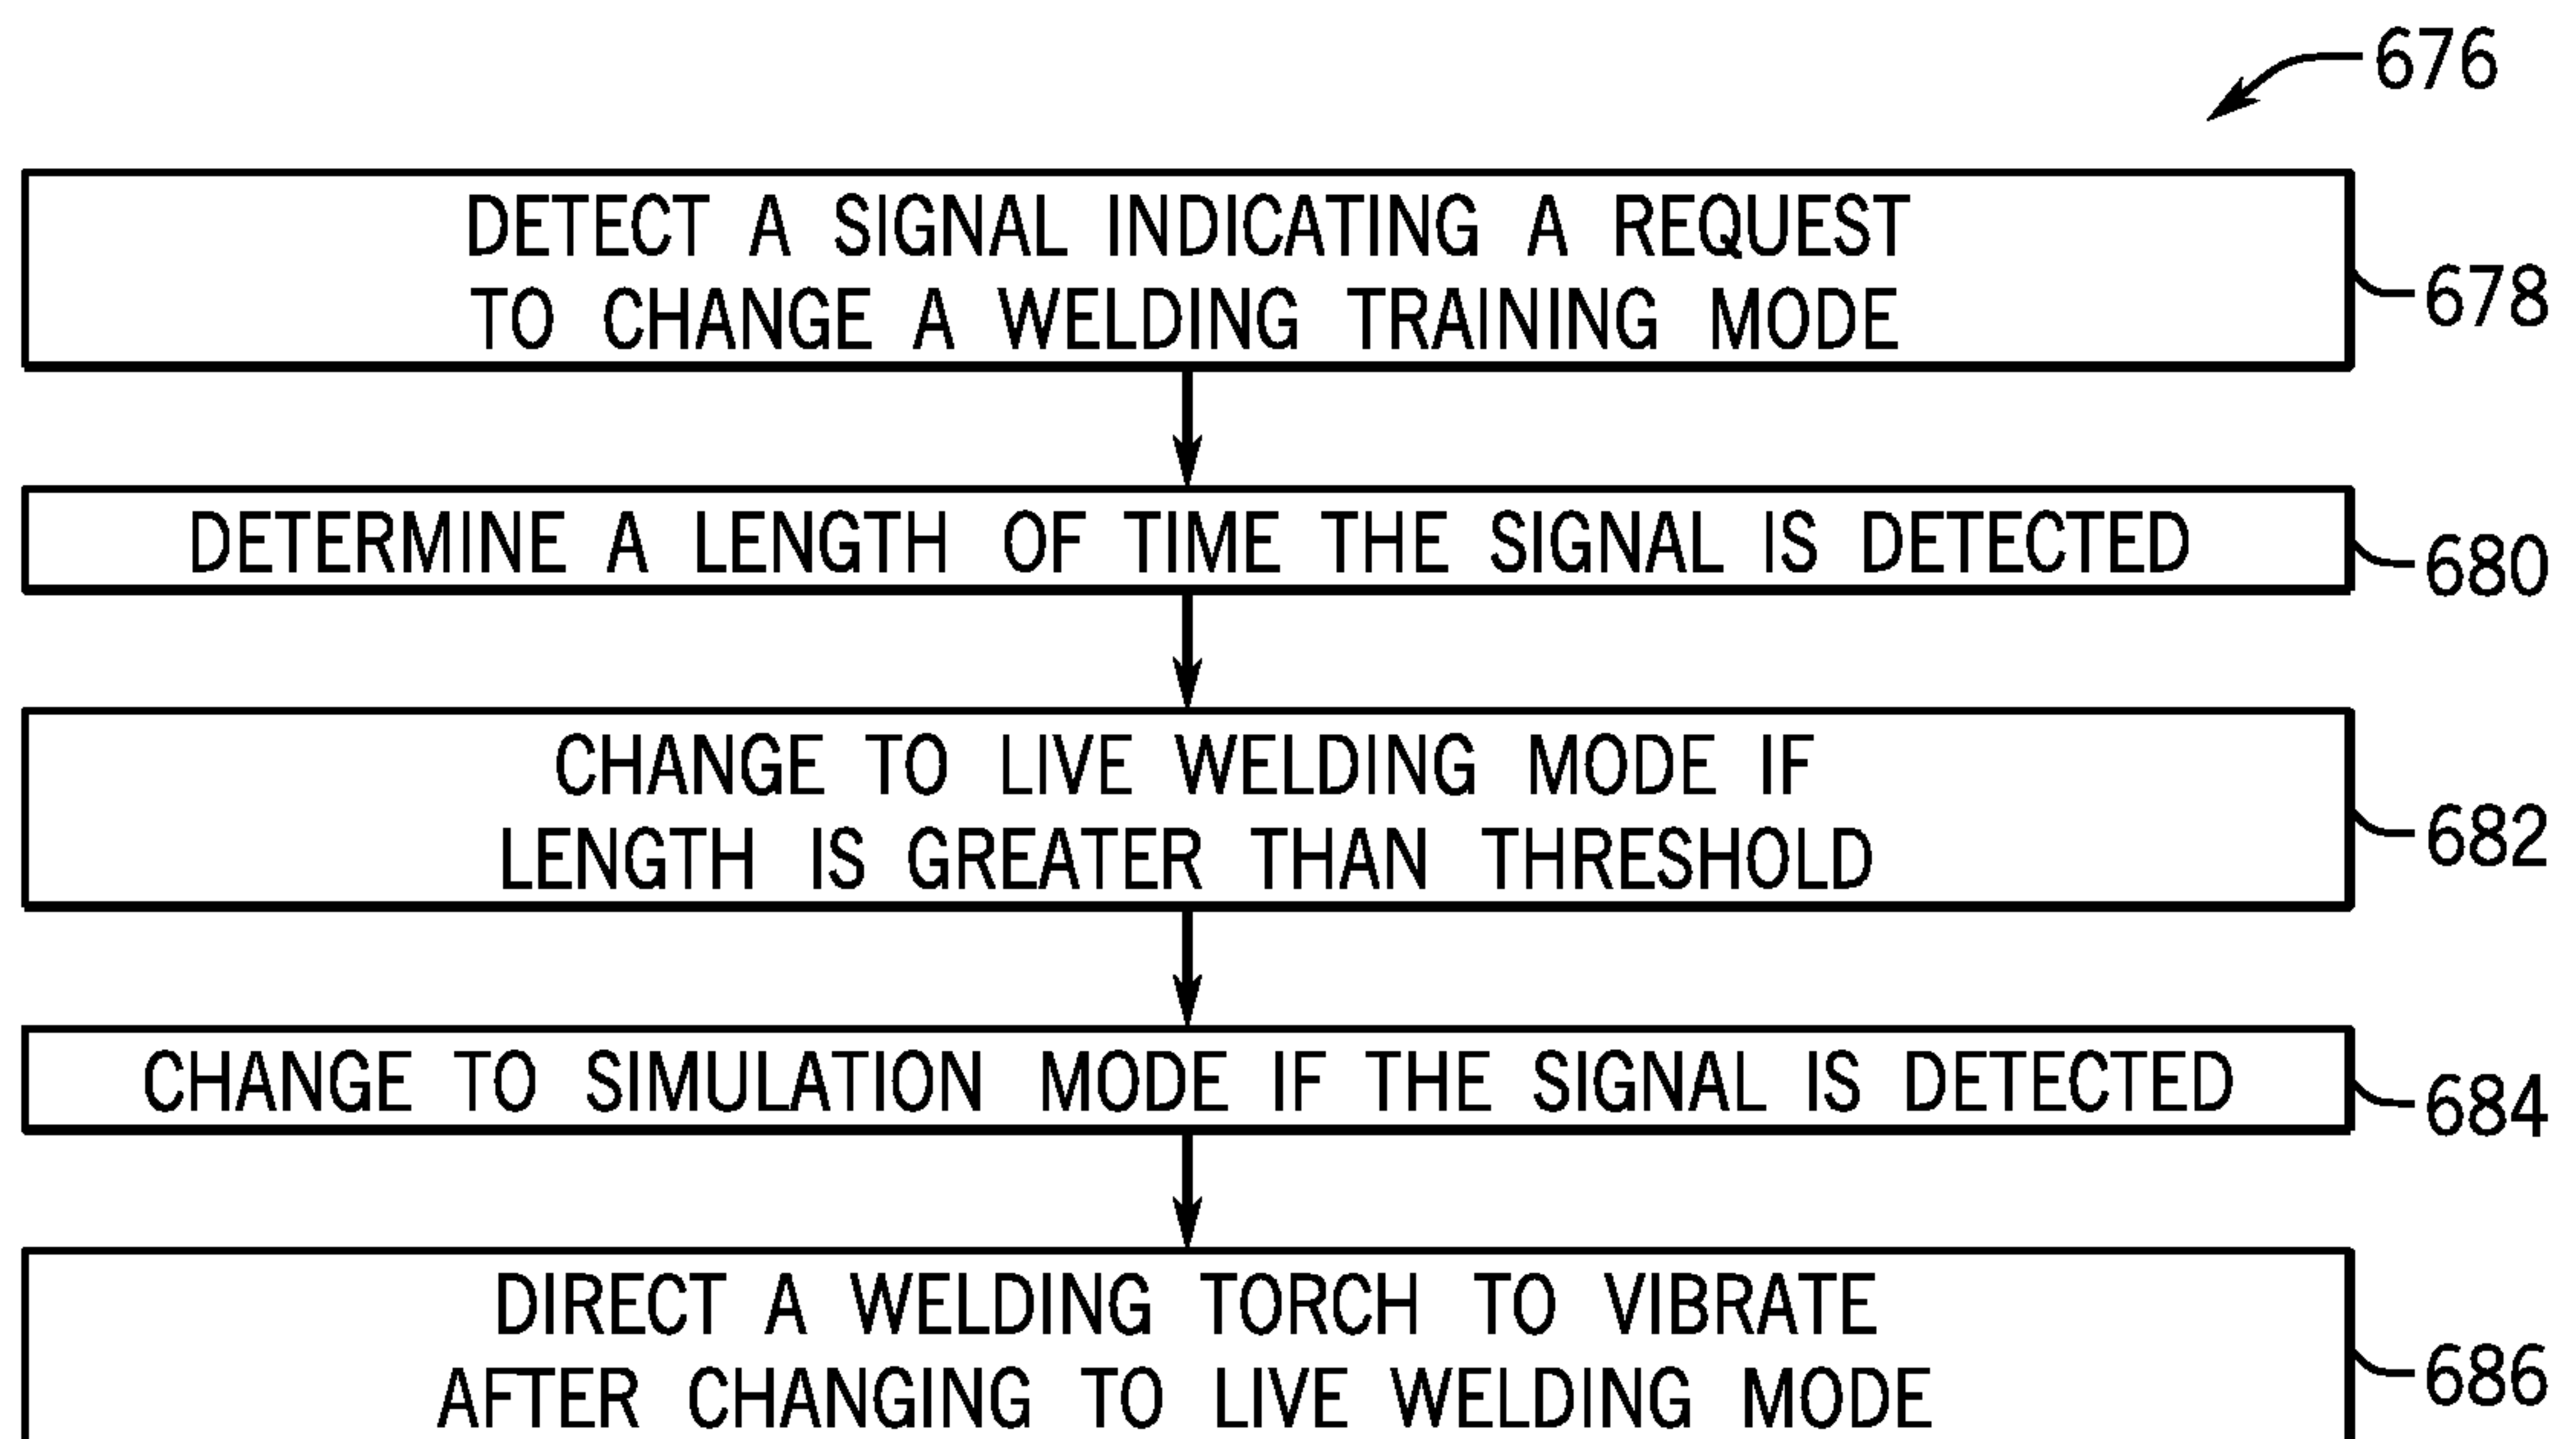 676
DETECT A SIGNAL INDICATING A REQUEST
TO CHANGE A WELDING TRAINING MODE
678
DETERMINE A LENGTH OF TIME THE SIGNAL IS DETECTED
680
CHANGE TO LIVE WELDING MODE IF
LENGTH IS GREATER THAN THRESHOLD
682
CHANGE TO SIMULATION MODE IF THE SIGNAL IS DETECTED
684
DIRECT A WELDING TORCH TO VIBRATE
AFTER CHANGING TO LIVE WELDING MODE
686